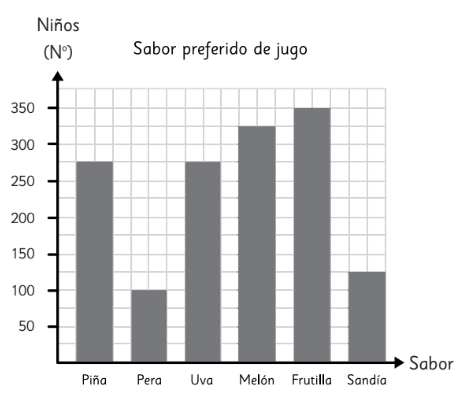 Niños
(Nº)
Sabor preferido de jugo
350
300
250
200
150
100
50
Sabor
Piña Pera Uva Melón Frutilla Sandía